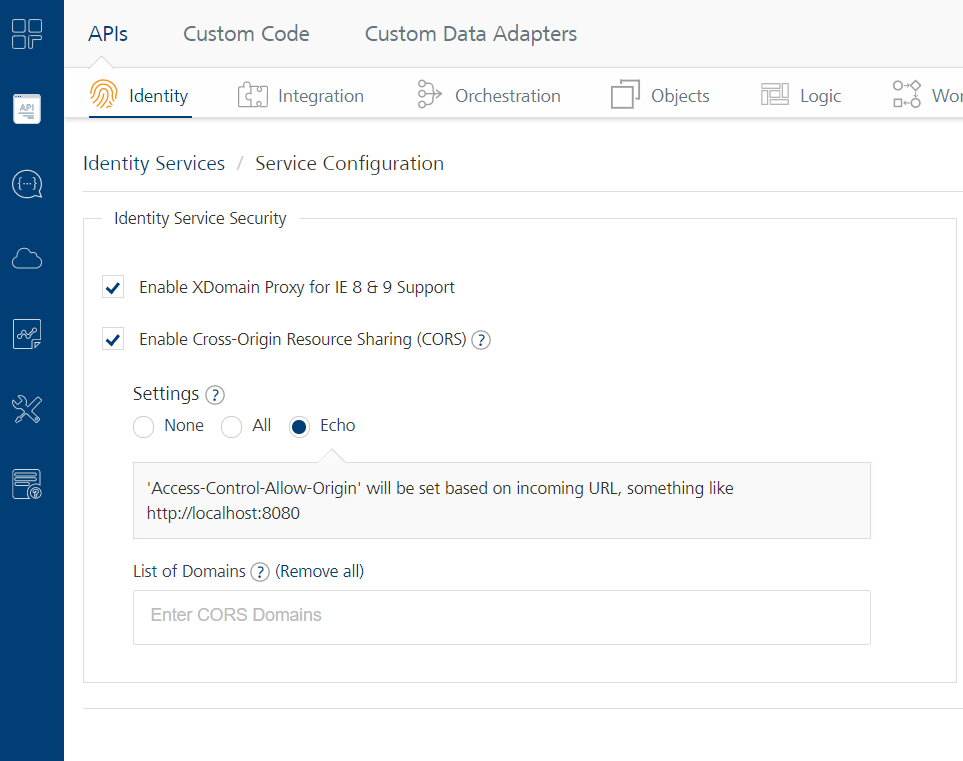 APIs Custom Code Custom Data Adapters
API
Identity Integration Orchestration Objects Logic Wor
Identity Services / Service Configuration
Identity Service Security
Enable XDomain Proxy for IE 8 & 9 Support
Enable Cross-Origin Resource Sharing (CORS) ?
Settings ?
None All Echo
'Access-Control-Allow-Origin' will be set based on incoming URL, something like
http://localhost:8080
List of Domains ? (Remove all)
Enter CORS Domains